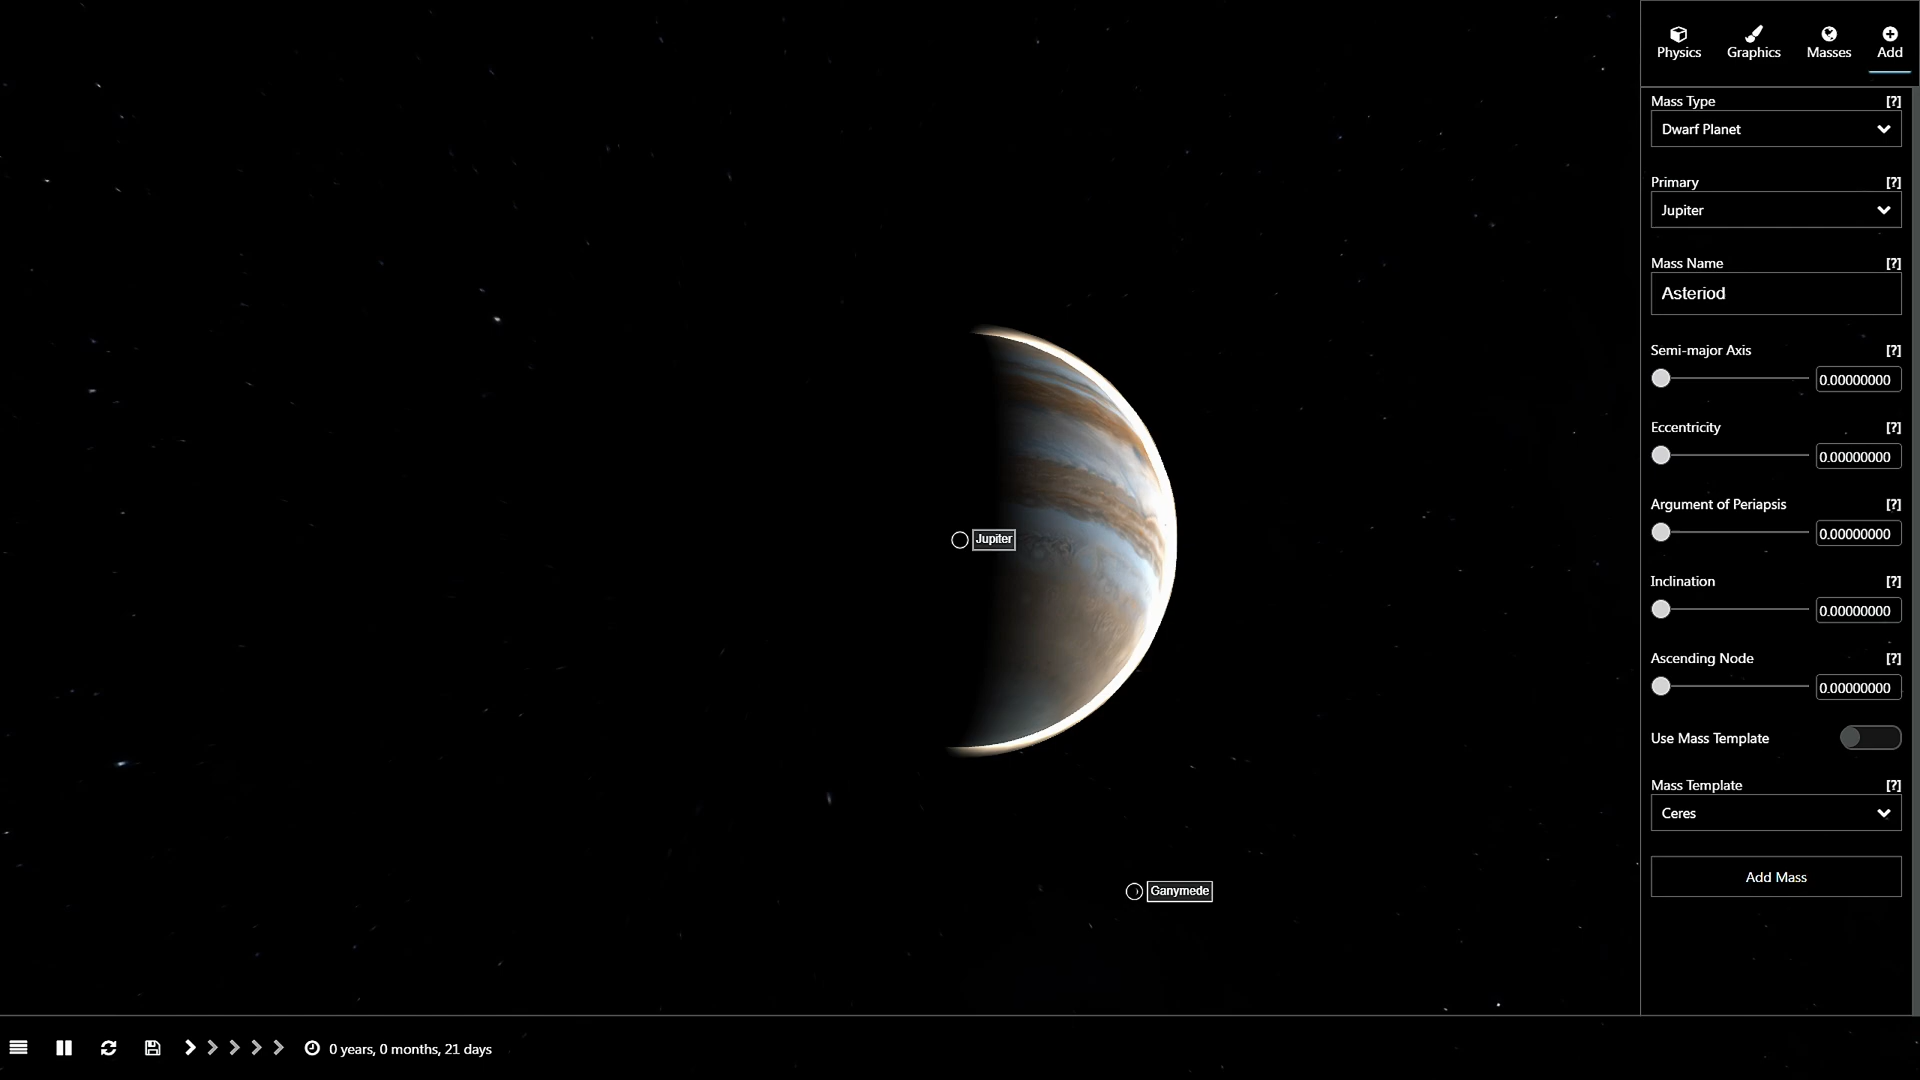 Physics Graphics Masses Add
Mass Type [?]
Dwarf Planet
Primary [?]
Jupiter
Mass Name [?]
Asteriod
Semi-major Axis [?]
0.00000000
Eccentricity [?]
0.00000000
Argument of Periapsis [?]
0.00000000
Inclination [?]
0.00000000
Ascending Node [?]
0.00000000
Use Mass Template
Mass Template [?]
Ceres
Add Mass
Jupiter
Ganymede
0 years, 0 months, 21 days